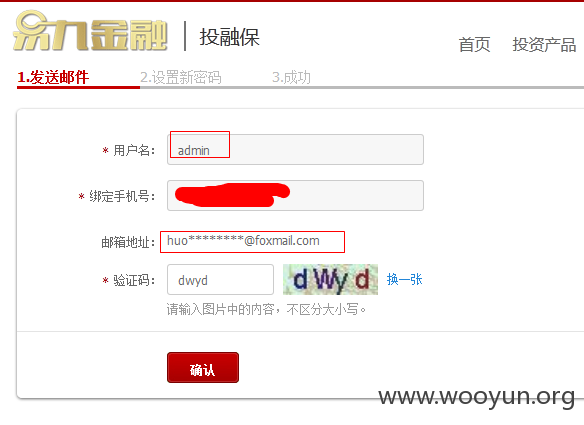 乐九金融 投融保
首页 投资产品
1.发送邮件 2.设置新密码 3.成功
* 用户名： admin
* 绑定手机号：
邮箱地址： huo********@foxmail.com
* 验证码： dwyd dWyd 换一张
请输入图片中的内容，不区分大小写。
确认
www.wooyun.org